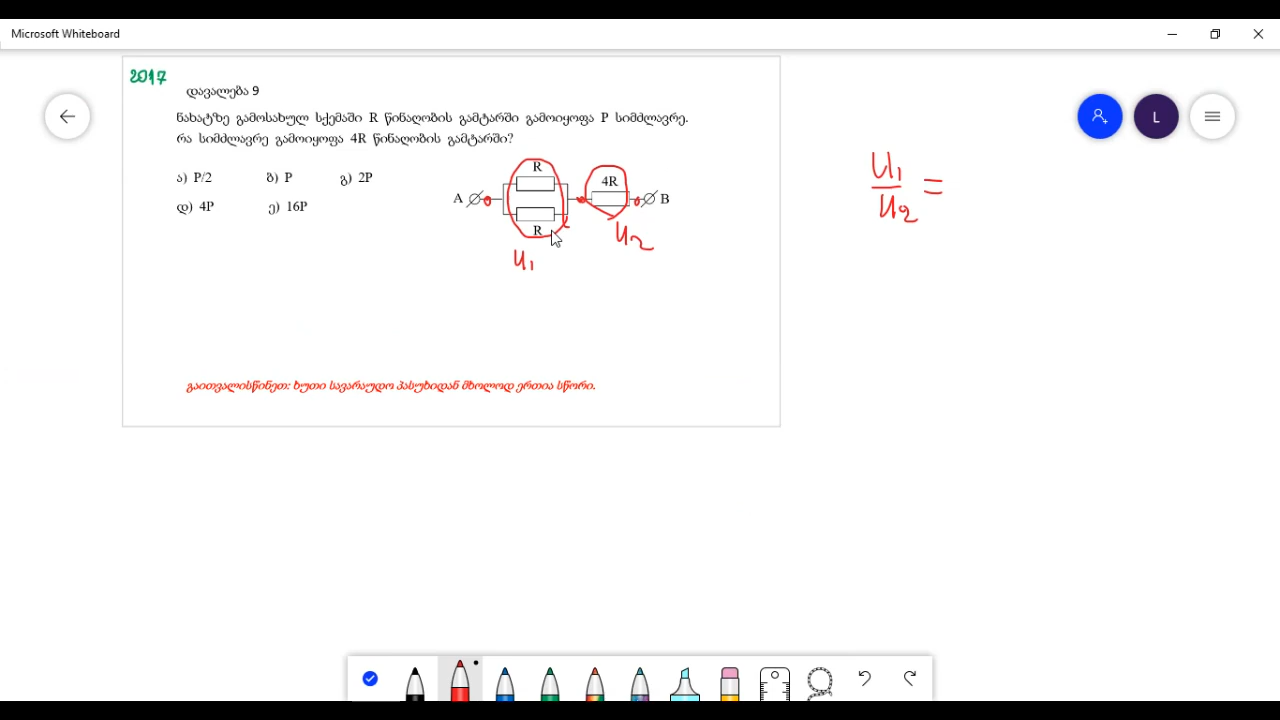 Microsoft Whiteboard
2017
დავალება 9
ნახატზე გამოსახულ სქემაში R წინაღობის გამტარში გამოიყოფა P სიმძლავრე.
რა სიმძლავრე გამოიყოფა 4R წინაღობის გამტარში?
ა) P/2 ბ) P გ) 2P
დ) 4P ე) 16P
R
4R
A
B
R
U1
U2
U1
U2
=
L
გაითვალისწინეთ: ხუთი სავარაუდო პასუხიდან მხოლოდ ერთია სწორი.